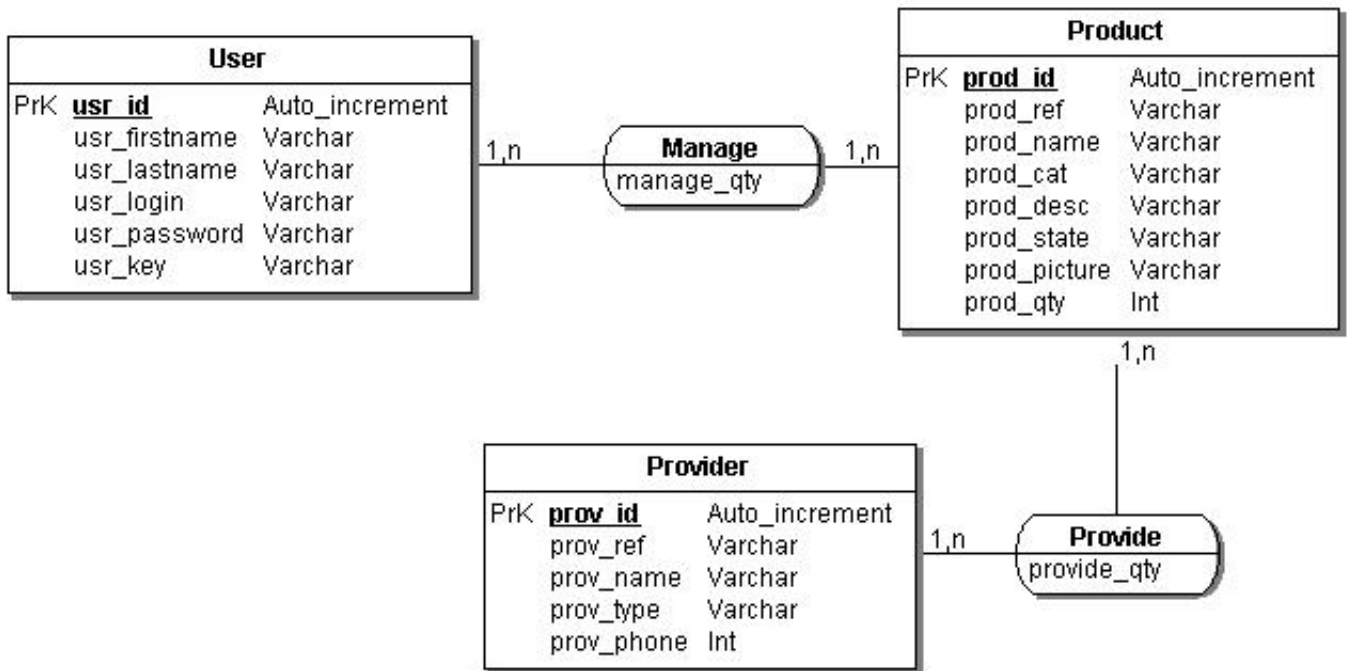 User
PrK usr_id Auto_increment
usr_firstname Varchar
usr_lastname Varchar
usr_login Varchar
usr_password Varchar
usr_key Varchar
1,n
Manage
manage_qty
1,n
Product
PrK prod_id Auto_increment
prod_ref Varchar
prod_name Varchar
prod_cat Varchar
prod_desc Varchar
prod_state Varchar
prod_picture Varchar
prod_qty Int
1,n
Provider
PrK prov_id Auto_increment
prov_ref Varchar
prov_name Varchar
prov_type Varchar
prov_phone Int
1,n
Provide
provide_qty